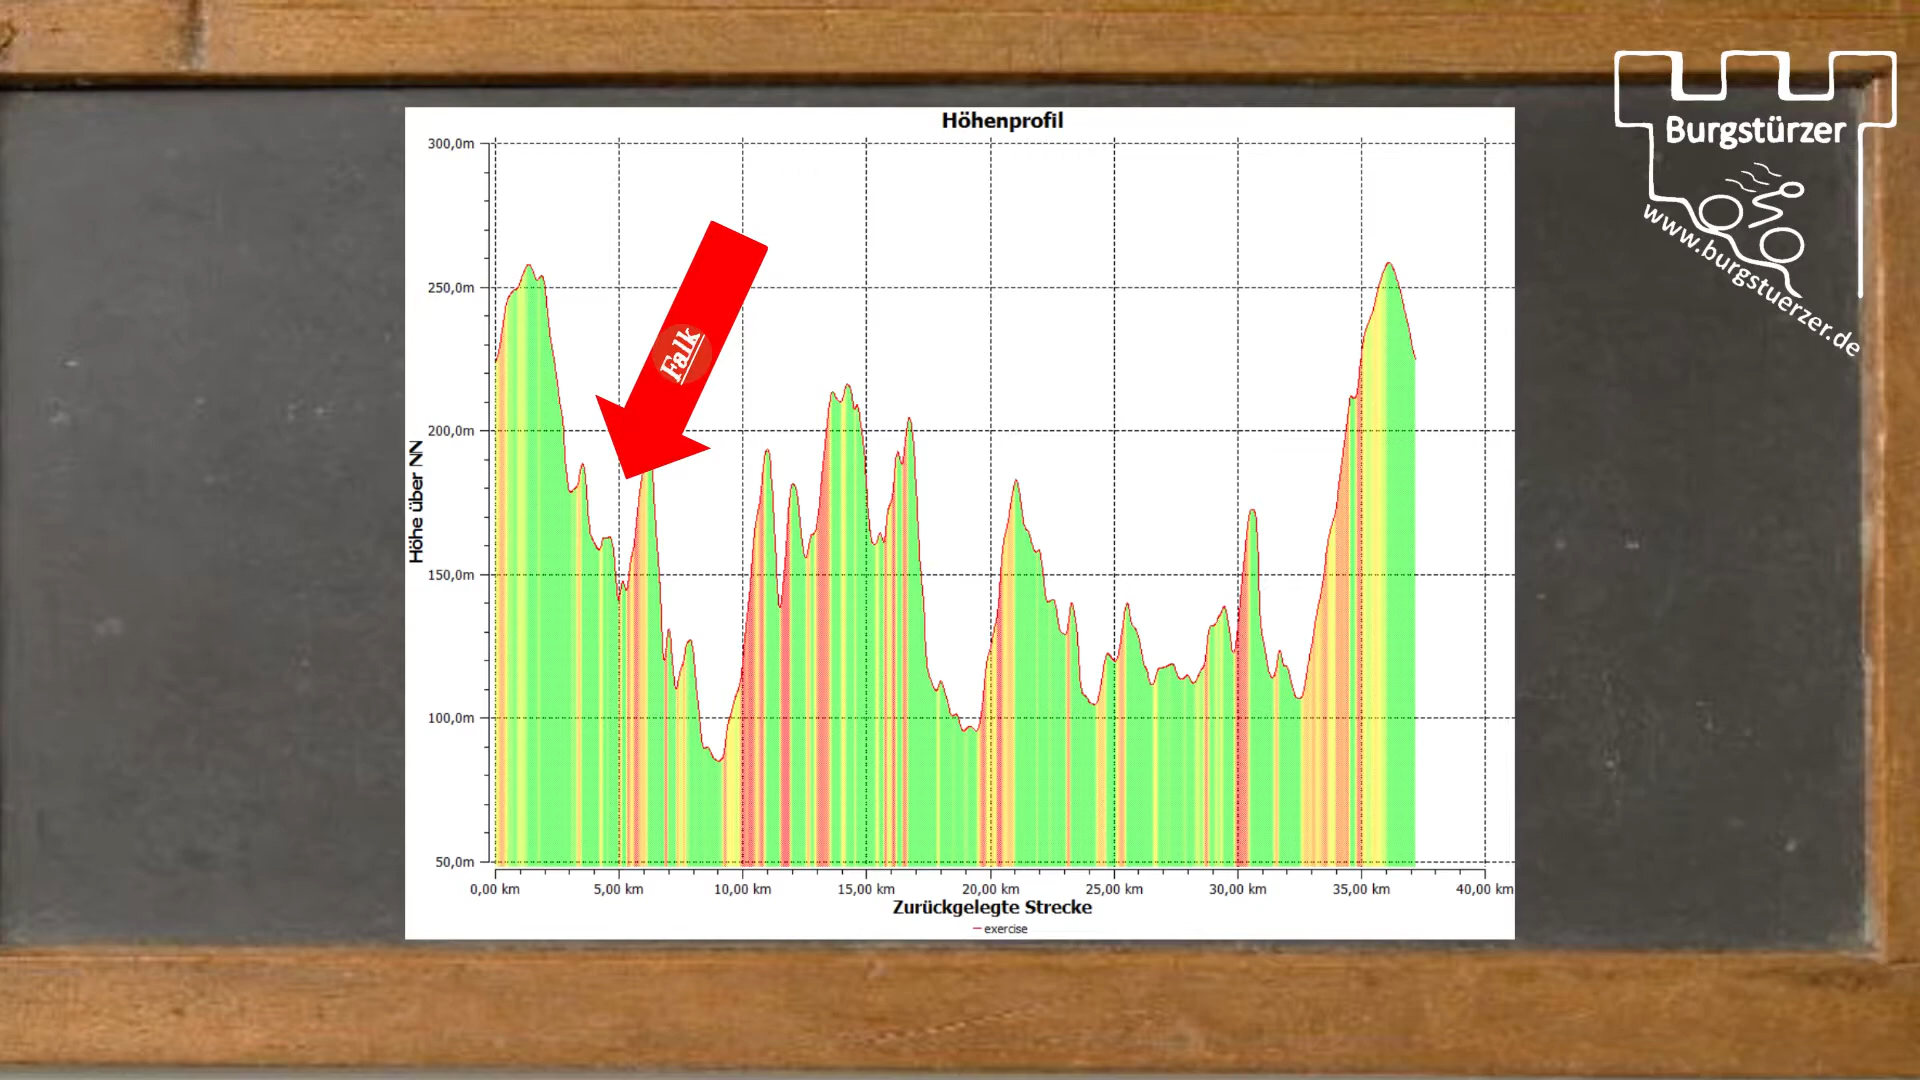 Höhenprofil
300,0m
250,0m
200,0m
150,0m
100,0m
50,0m
Höhe über NN
Falk
0,00 km 5,00 km 10,00 km 15,00 km 20,00 km 25,00 km 30,00 km 35,00 km 40,00 km
Zurückgelegte Strecke
exercise
Burgstürzer
www.burgstuerzer.de